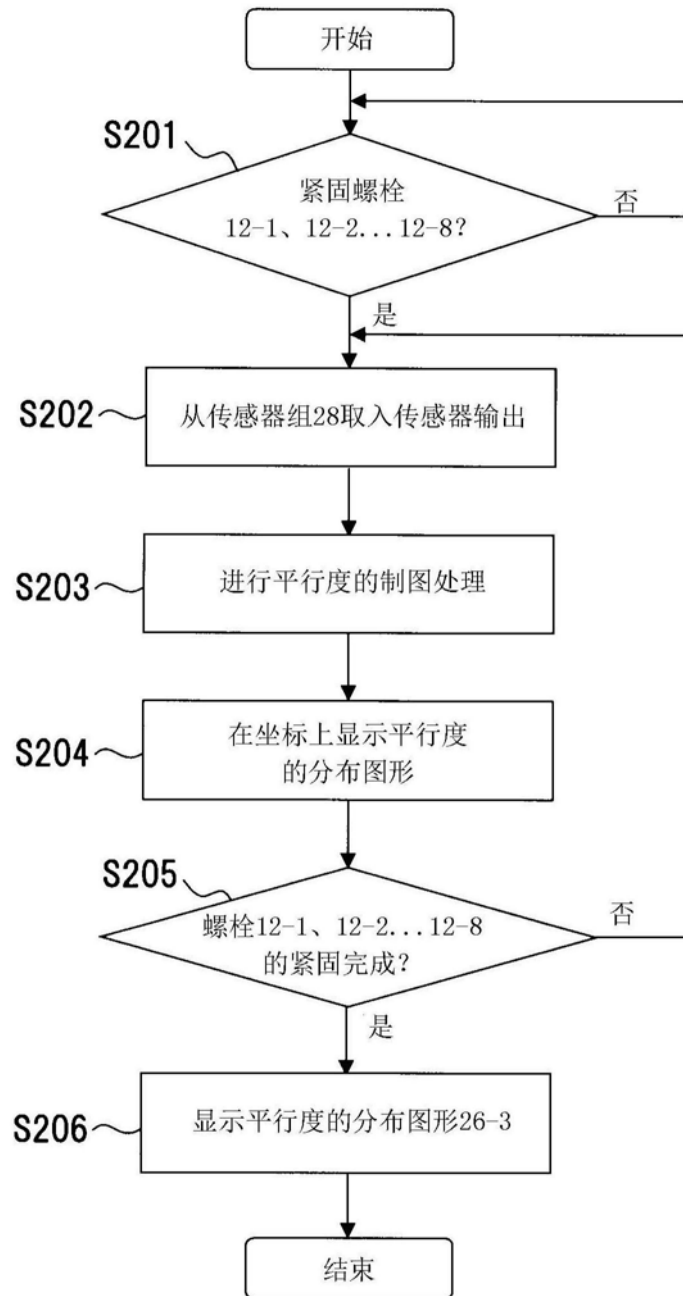 开始
S201
紧固螺栓
12-1、12-2...12-8?
否
是
S202
从传感器组28取入传感器输出
S203
进行平行度的制图处理
S204
在坐标上显示平行度
的分布图形
S205
螺栓12-1、12-2...12-8
的紧固完成?
否
是
S206
显示平行度的分布图形26-3
结束